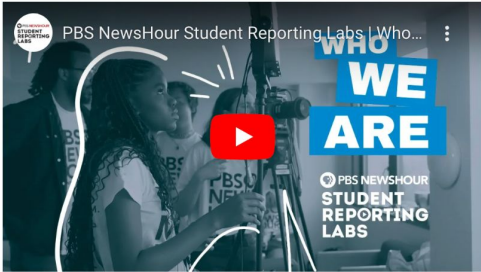 PBS NEWSHOUR
STUDENT
REPORTING
LABS
PBS NewsHour Student Reporting Labs | Who...
WHO
WE
ARE
PBS NEWSHOUR
STUDENT
REPORTING
LABS
PBS
NEW